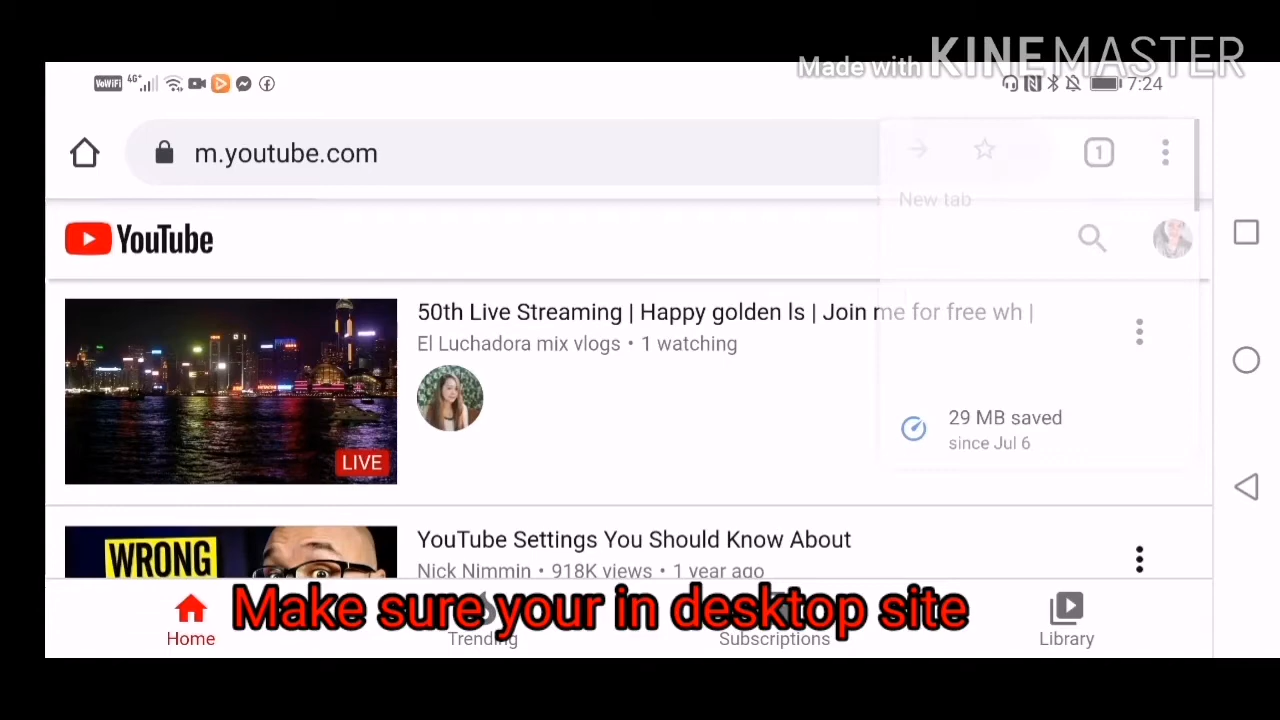 Made with KINEMASTER
VoWiFi 4G+ 7:24
m.youtube.com 1
New tab
YouTube
50th Live Streaming | Happy golden ls | Join me for free wh |
El Luchadora mix vlogs • 1 watching
LIVE
29 MB saved
since Jul 6
WRONG
YouTube Settings You Should Know About
Nick Nimmin • 918K views • 1 year ago
Make sure your in desktop site
Home Trending Subscriptions Library